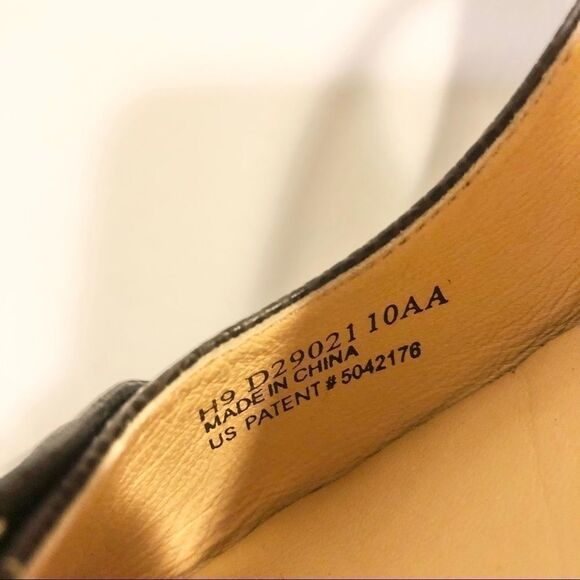 H9 D29021 10AA
MADE IN CHINA
US PATENT # 5042176